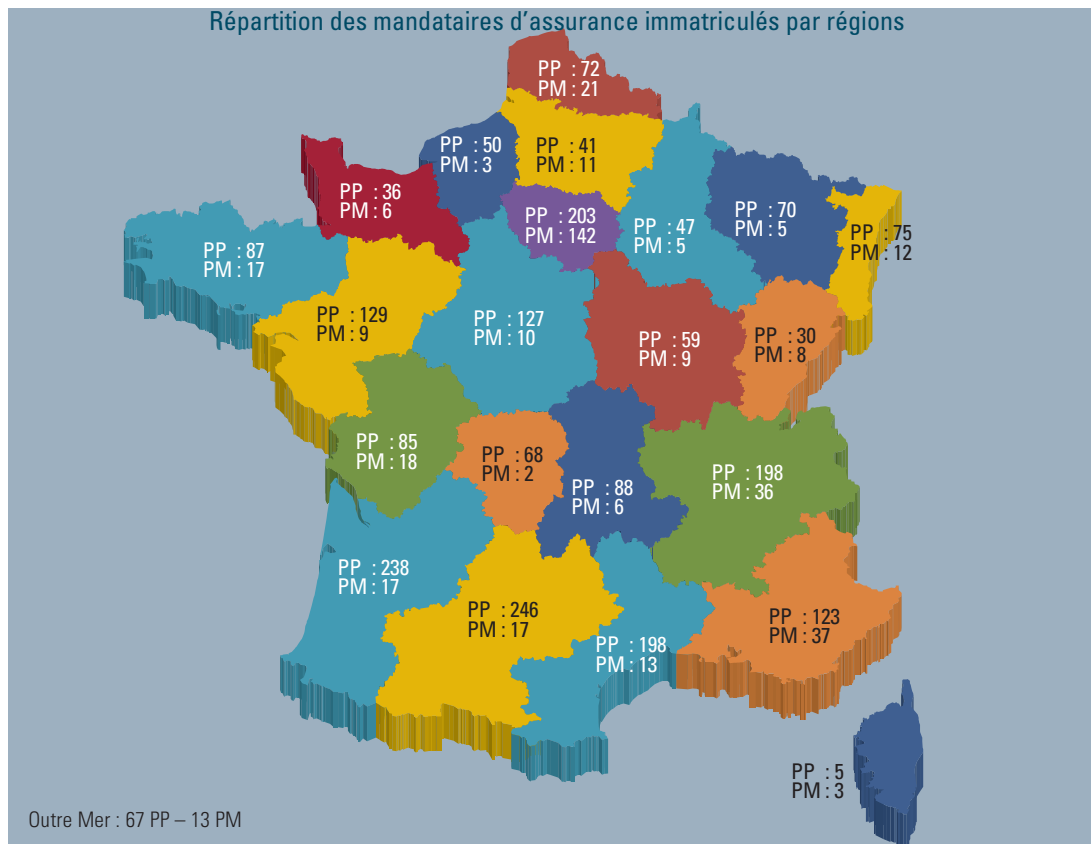 Répartition des mandataires d’assurance immatriculés par régions
PP : 72
PM : 21
PP : 50
PM : 3
PP : 41
PM : 11
PP : 36
PM : 6
PP : 203
PM : 142
PP : 47
PM : 5
PP : 70
PM : 5
PP : 75
PM : 12
PP : 87
PM : 17
PP : 129
PM : 9
PP : 127
PM : 10
PP : 59
PM : 9
PP : 30
PM : 8
PP : 85
PM : 18
PP : 68
PM : 2
PP : 88
PM : 6
PP : 198
PM : 36
PP : 238
PM : 17
PP : 246
PM : 17
PP : 198
PM : 13
PP : 123
PM : 37
PP : 5
PM : 3
Outre Mer : 67 PP – 13 PM